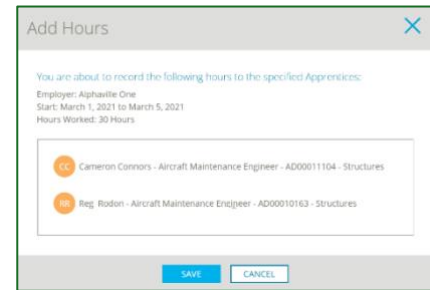 Add Hours
You are about to record the following hours to the specified Apprentices:
Employer: Alphaville One
Start: March 1, 2021 to March 5, 2021
Hours Worked: 30 Hours
CC Cameron Connors - Aircraft Maintenance Engineer - AD00011104 - Structures
RR Reg Rodon - Aircraft Maintenance Engineer - AD00010163 - Structures
SAVE CANCEL